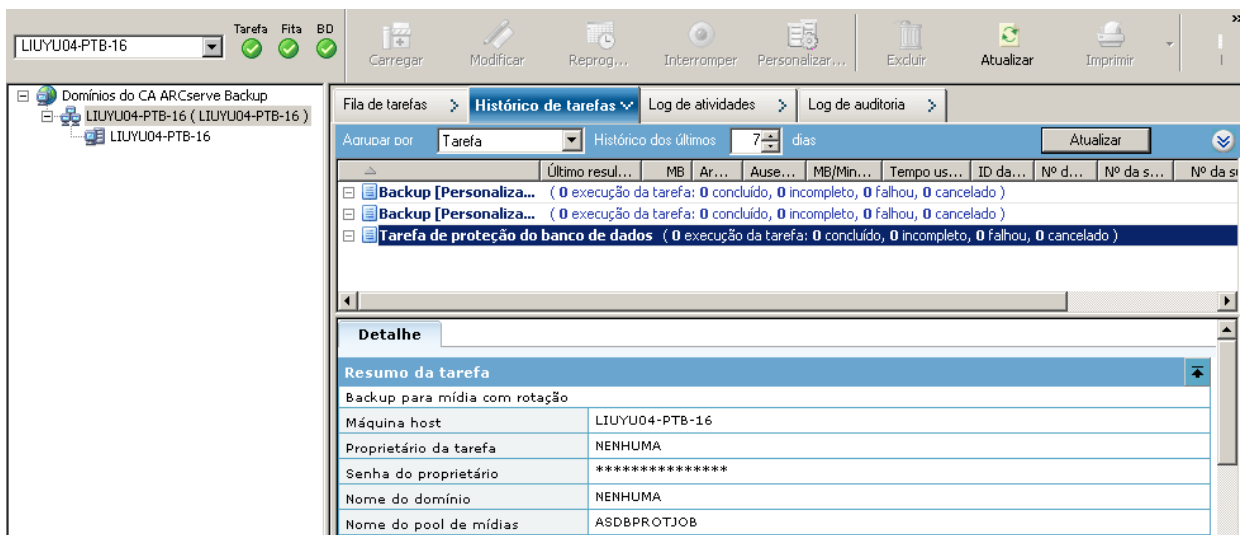 Tarefa Fita BD
LIUYU04-PTB-16
Carregar Modificar Reprog... Interromper Personalizar... Excluir Atualizar Imprimir
Domínios do CA ARCserve Backup
LIUYU04-PTB-16 ( LIUYU04-PTB-16 )
LIUYU04-PTB-16
Fila de tarefas Histórico de tarefas Log de atividades Log de auditoria
Agrupar por Tarefa Histórico dos últimos 7 dias Atualizar
Último resul... MB Ar... Ause... MB/Min... Tempo us... ID da... Nº d... Nº da s... Nº da su
Backup [Personaliza... ( 0 execução da tarefa: 0 concluído, 0 incompleto, 0 falhou, 0 cancelado )
Backup [Personaliza... ( 0 execução da tarefa: 0 concluído, 0 incompleto, 0 falhou, 0 cancelado )
Tarefa de proteção do banco de dados ( 0 execução da tarefa: 0 concluído, 0 incompleto, 0 falhou, 0 cancelado )
Detalhe
Resumo da tarefa
Backup para mídia com rotação
Máquina host LIUYU04-PTB-16
Proprietário da tarefa NENHUMA
Senha do proprietário ***************
Nome do domínio NENHUMA
Nome do pool de mídias ASDBPROTJOB